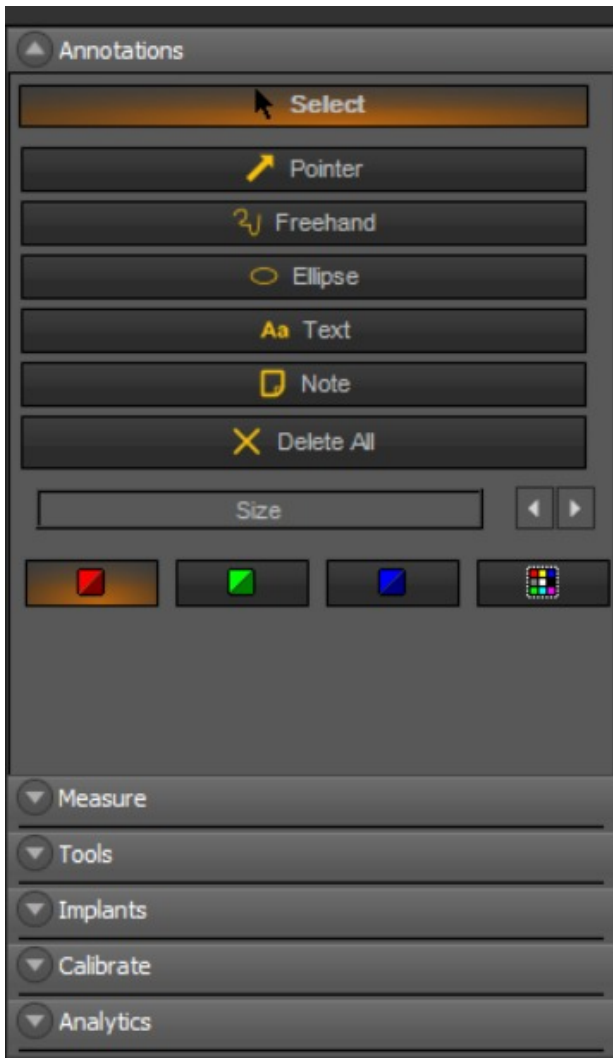 Annotations
Select
Pointer
Freehand
Ellipse
Aa Text
Note
Delete All
Size
Measure
Tools
Implants
Calibrate
Analytics